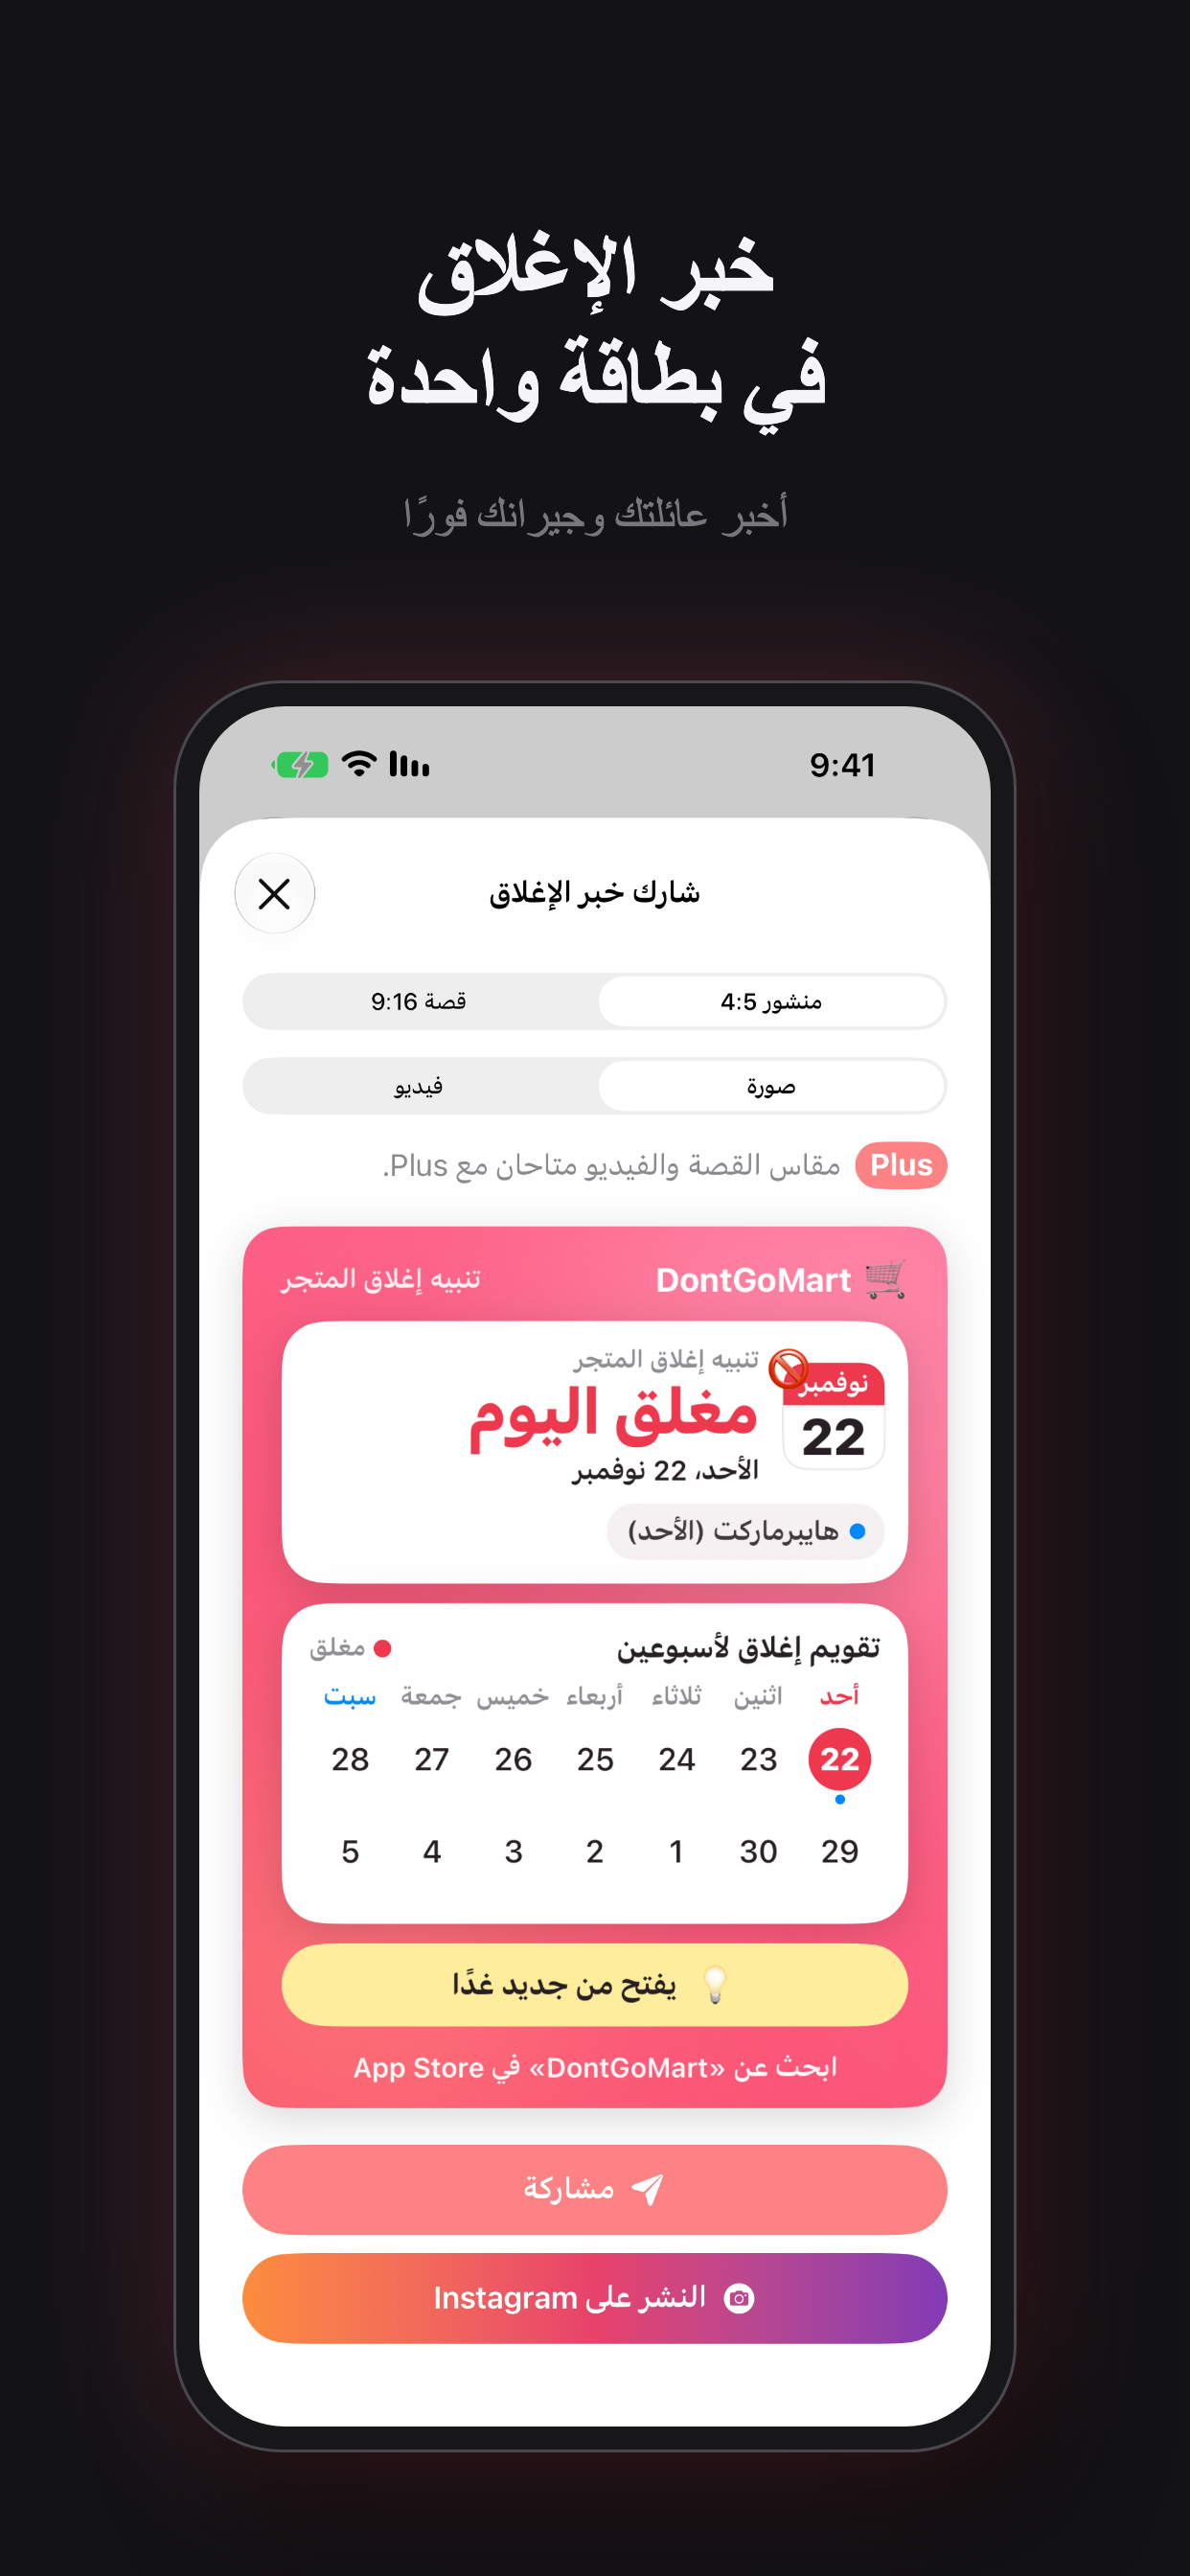 خبر الإغلاق
في بطاقة واحدة
أخبر عائلتك وجيرانك فورًا
9:41
شارك خبر الإغلاق
منشور 4:5
قصة 9:16
صورة
فيديو
Plus مقاس القصة والفيديو متاحان مع Plus.
DontGoMart
تنبيه إغلاق المتجر
نوفمبر
22
تنبيه إغلاق المتجر
مغلق اليوم
الأحد، 22 نوفمبر
هايبرماركت (الأحد)
تقويم إغلاق لأسبوعين
مغلق
أحد اثنين ثلاثاء أربعاء خميس جمعة سبت
22 23 24 25 26 27 28
29 30 1 2 3 4 5
يفتح من جديد غدًا
ابحث عن «DontGoMart» في App Store
مشاركة
النشر على Instagram